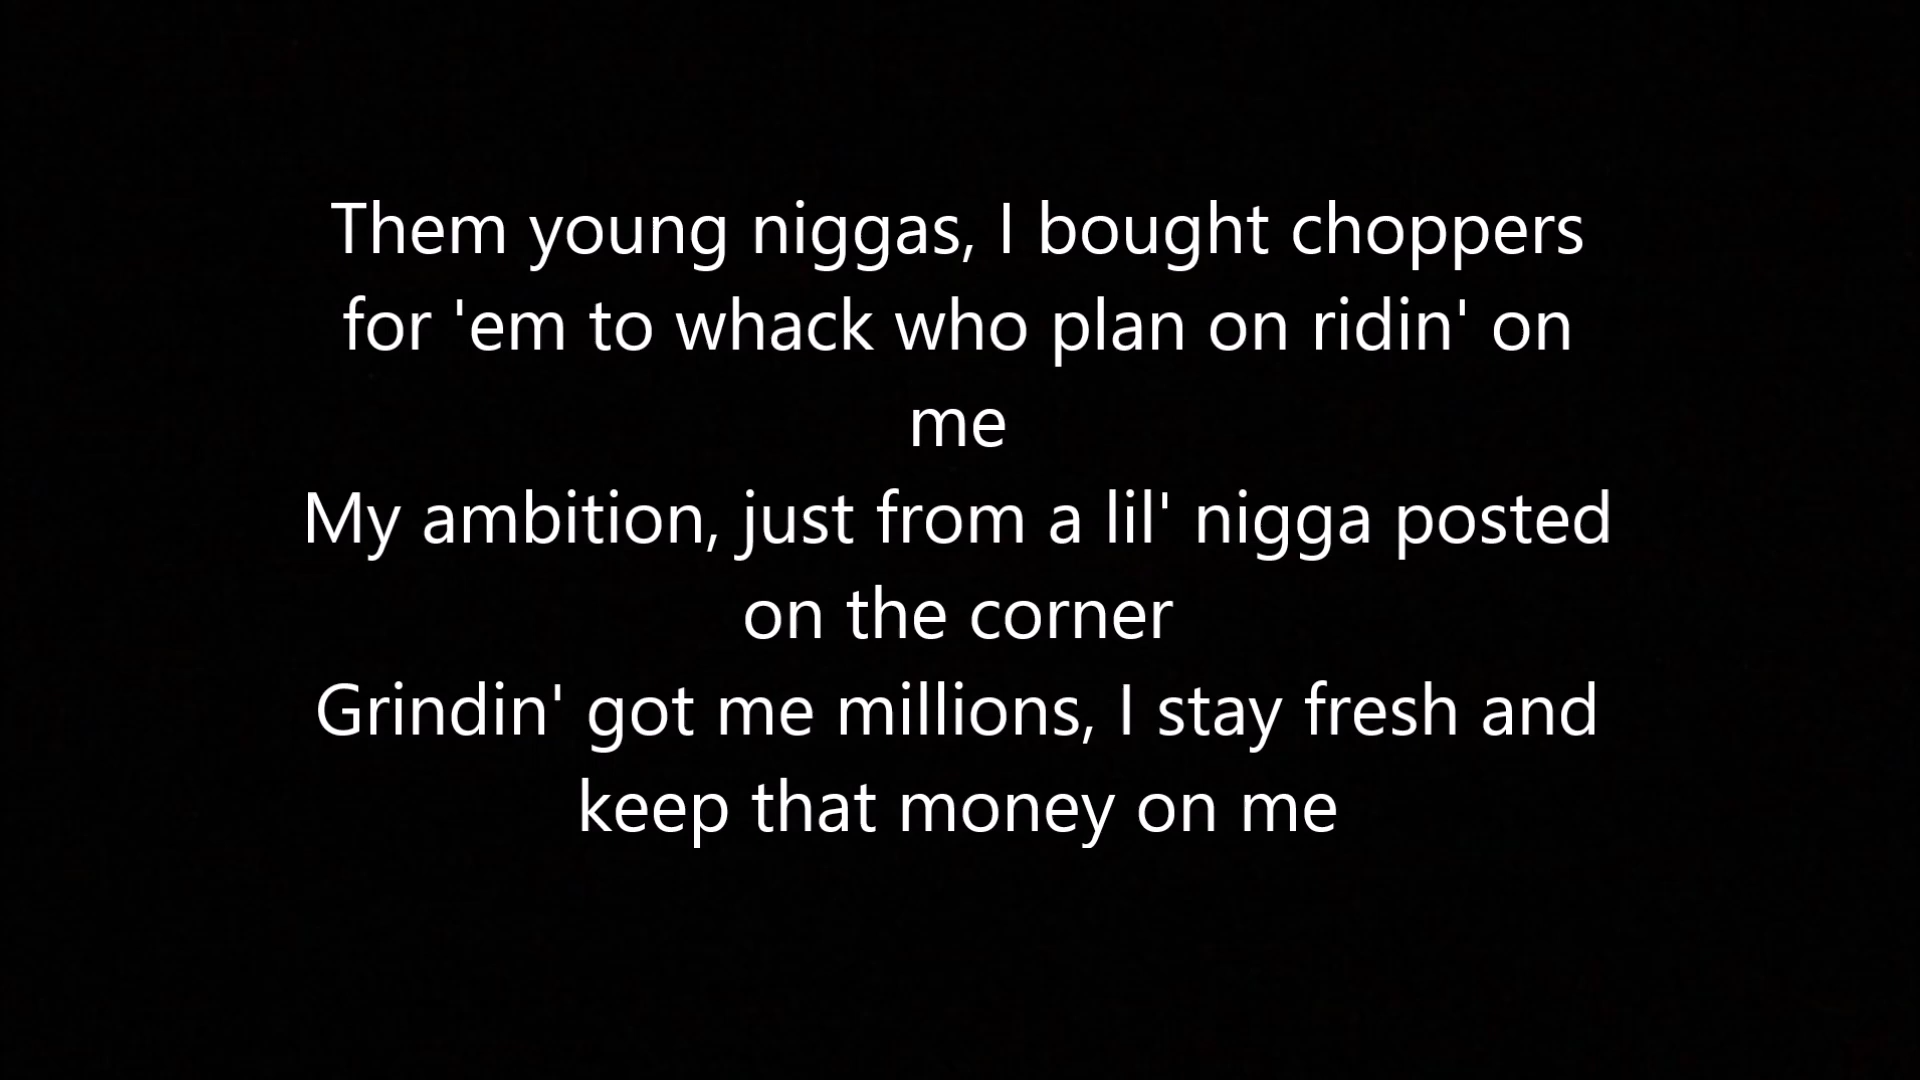 Them young niggas, I bought choppers
for 'em to whack who plan on ridin' on
me
My ambition, just from a lil' nigga posted
on the corner
Grindin' got me millions, I stay fresh and
keep that money on me